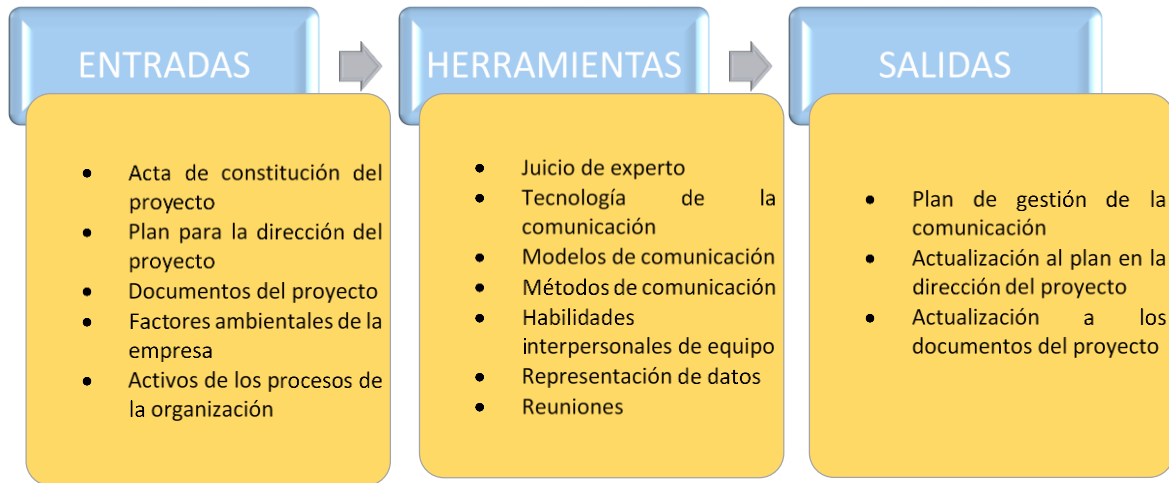 ENTRADAS
• Acta de constitución del
proyecto
• Plan para la dirección del
proyecto
• Documentos del proyecto
• Factores ambientales de la
empresa
• Activos de los procesos de
la organización
HERRAMIENTAS
• Juicio de experto
• Tecnología de la
comunicación
• Modelos de comunicación
• Métodos de comunicación
• Habilidades
interpersonales de equipo
• Representación de datos
• Reuniones
SALIDAS
• Plan de gestión de la
comunicación
• Actualización al plan en la
dirección del proyecto
• Actualización a los
documentos del proyecto